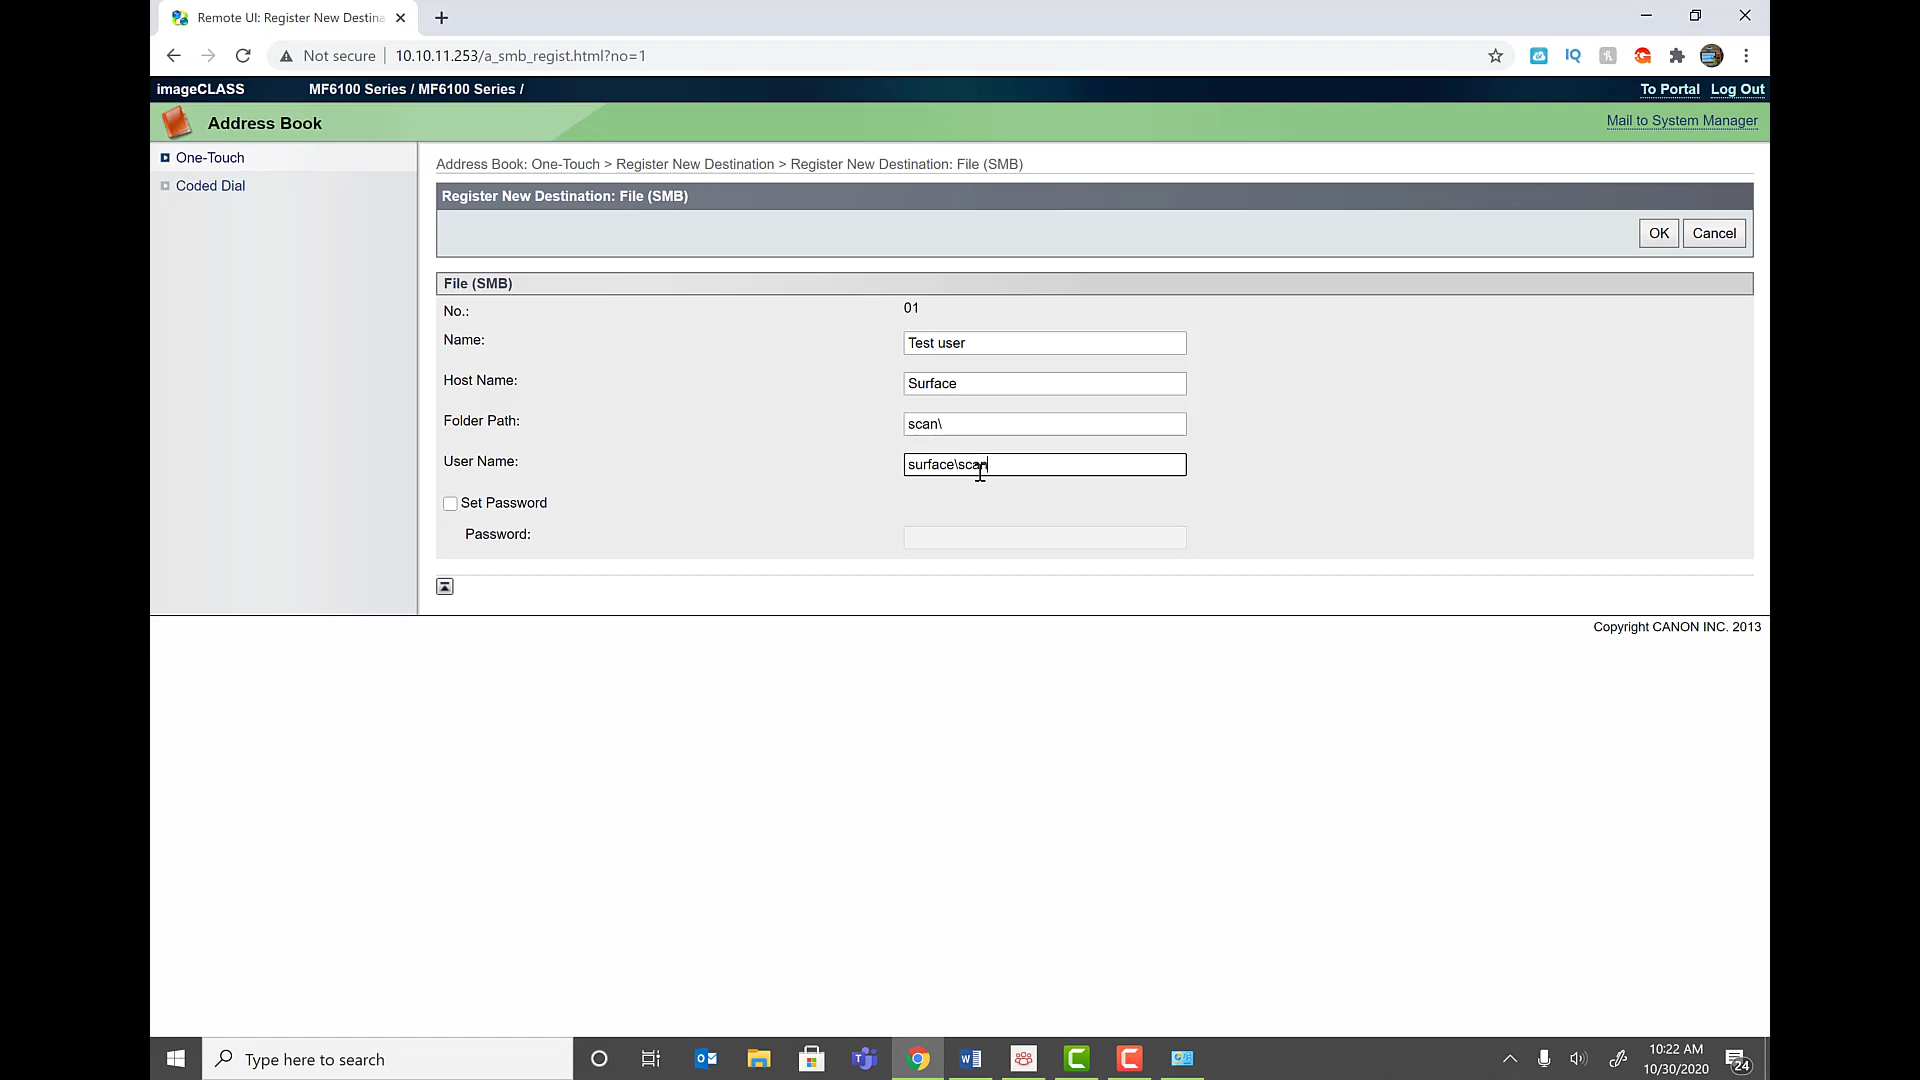 Remote UI: Register New Destina
Not secure
10.10.11.253/a_smb_regist.html?no=1
imageCLASS
MF6100 Series / MF6100 Series /
To Portal
Log Out
Address Book
Mail to System Manager
One-Touch
Coded Dial
Address Book: One-Touch > Register New Destination > Register New Destination: File (SMB)
Register New Destination: File (SMB)
OK
Cancel
File (SMB)
No.:
01
Name:
Test user
Host Name:
Surface
Folder Path:
scan\
User Name:
surface\scan
Set Password
Password:
Copyright CANON INC. 2013
Type here to search
10:22 AM
10/30/2020
24